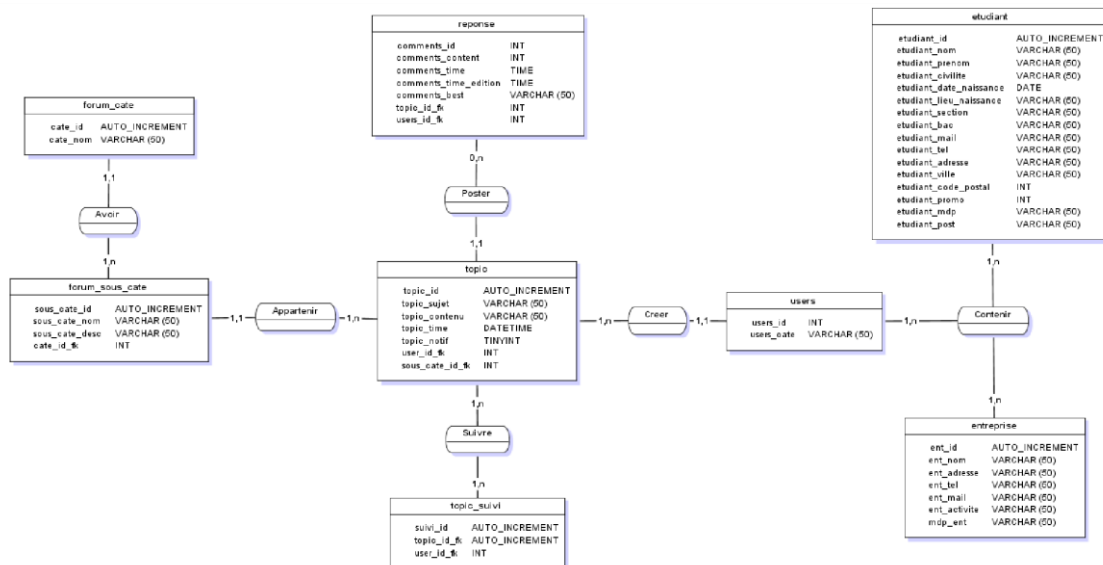 reponse
comments_id INT
comments_content INT
comments_time TIME
comments_time_edition TIME
comments_best VARCHAR (50)
topic_id_fk INT
users_id_fk INT
0,n
Poster
1,1
etudiant
etudiant_id AUTO_INCREMENT
etudiant_nom VARCHAR (50)
etudiant_prenom VARCHAR (50)
etudiant_civilite VARCHAR (50)
etudiant_date_naissance DATE
etudiant_lieu_naissance VARCHAR (50)
etudiant_section VARCHAR (50)
etudiant_bac VARCHAR (50)
etudiant_mail VARCHAR (50)
etudiant_tel VARCHAR (50)
etudiant_adresse VARCHAR (50)
etudiant_ville VARCHAR (50)
etudiant_code_postal INT
etudiant_promo INT
etudiant_mdp VARCHAR (50)
etudiant_post VARCHAR (50)
1,n
forum_cate
cate_id AUTO_INCREMENT
cate_nom VARCHAR (50)
1,1
Avoir
1,n
forum_sous_cate
sous_cate_id AUTO_INCREMENT
sous_cate_nom VARCHAR (50)
sous_cate_desc VARCHAR (50)
cate_id_fk INT
1,1
Appartenir
1,n
topic
topic_id AUTO_INCREMENT
topic_sujet VARCHAR (50)
topic_contenu VARCHAR (50)
topic_time DATETIME
topic_notif TINYINT
user_id_fk INT
sous_cate_id_fk INT
1,n
Creer
1,1
users
users_id INT
users_cate VARCHAR (50)
1,n
Contenir
1,n
entreprise
ent_id AUTO_INCREMENT
ent_nom VARCHAR (50)
ent_adresse VARCHAR (50)
ent_tel VARCHAR (50)
ent_mail VARCHAR (50)
ent_activite VARCHAR (50)
mdp_ent VARCHAR (50)
1,n
Suivre
1,n
topic_suivi
suivi_id AUTO_INCREMENT
topic_id_fk AUTO_INCREMENT
user_id_fk INT